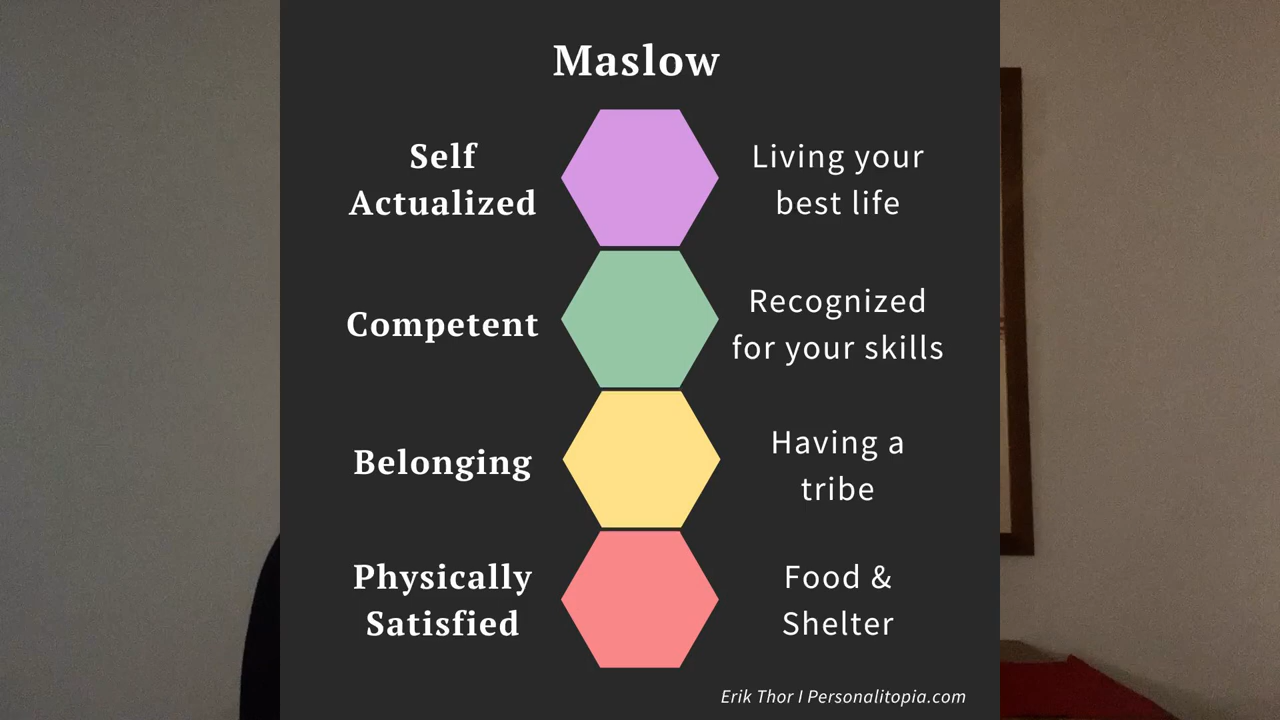 Maslow
Self
Actualized
Living your
best life
Competent
Recognized
for your skills
Belonging
Having a
tribe
Physically
Satisfied
Food &
Shelter
Erik Thor I Personalitopia.com